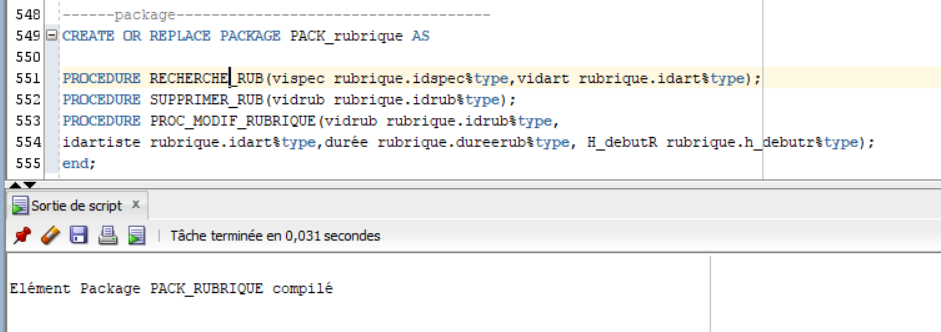 548 ------package------------------------------------
549 CREATE OR REPLACE PACKAGE PACK_rubrique AS
550
551 PROCEDURE RECHERCHE_RUB(vispec rubrique.idspec%type,vidart rubrique.idart%type);
552 PROCEDURE SUPPRIMER_RUB(vidrub rubrique.idrub%type);
553 PROCEDURE PROC_MODIF_RUBRIQUE(vidrub rubrique.idrub%type,
554 idartiste rubrique.idart%type,durée rubrique.dureerub%type, H_debutR rubrique.h_debutr%type);
555 end;
Sortie de script x
Tâche terminée en 0,031 secondes
Elément Package PACK_RUBRIQUE compilé